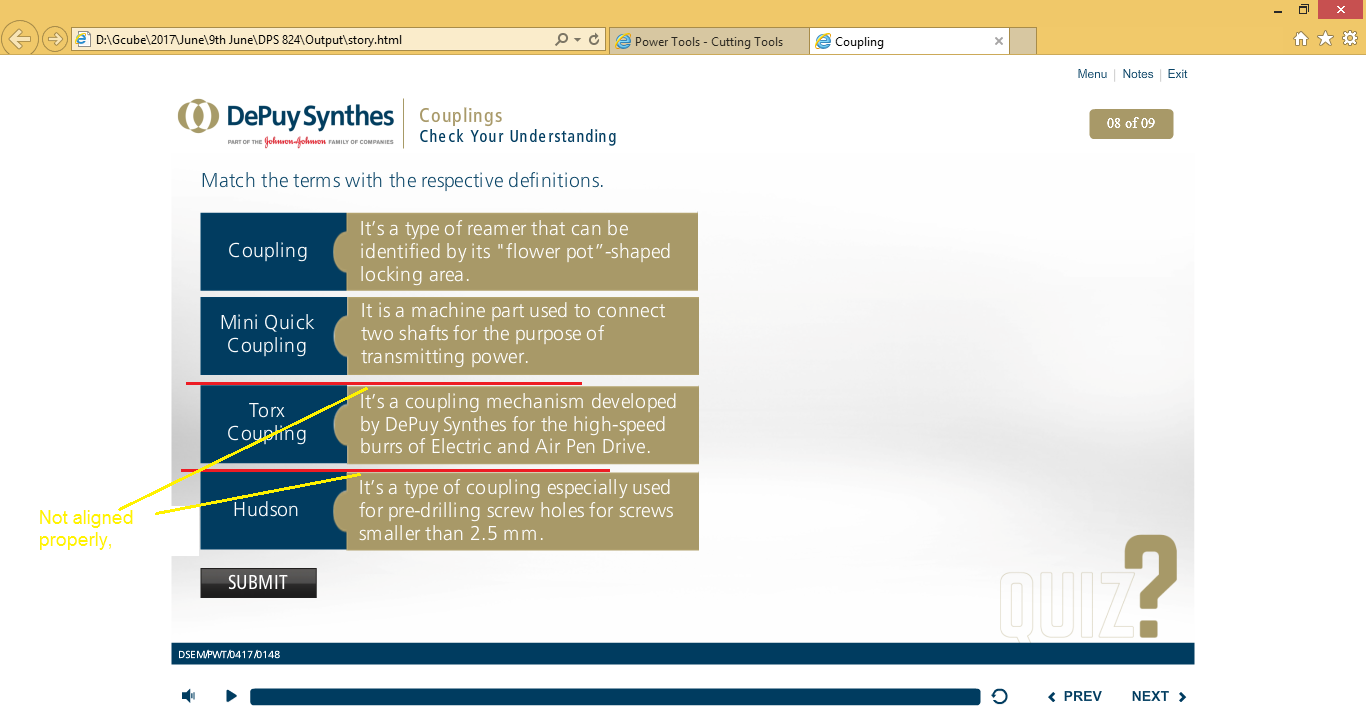 D:\Gcube\2017\June\9th June\DPS 824\Output\story.html
Power Tools - Cutting Tools
Coupling
Menu | Notes | Exit
DePuy Synthes
PART OF THE Johnson & Johnson FAMILY OF COMPANIES
Couplings
Check Your Understanding
08 of 09
Match the terms with the respective definitions.
Coupling
It’s a type of reamer that can be
identified by its "flower pot”-shaped
locking area.
Mini Quick
Coupling
It is a machine part used to connect
two shafts for the purpose of
transmitting power.
Torx
Coupling
It’s a coupling mechanism developed
by DePuy Synthes for the high-speed
burrs of Electric and Air Pen Drive.
Hudson
It’s a type of coupling especially used
for pre-drilling screw holes for screws
smaller than 2.5 mm.
Not aligned
properly,
SUBMIT
QUIZ?
DSEM/PWT/0417/0148
PREV
NEXT